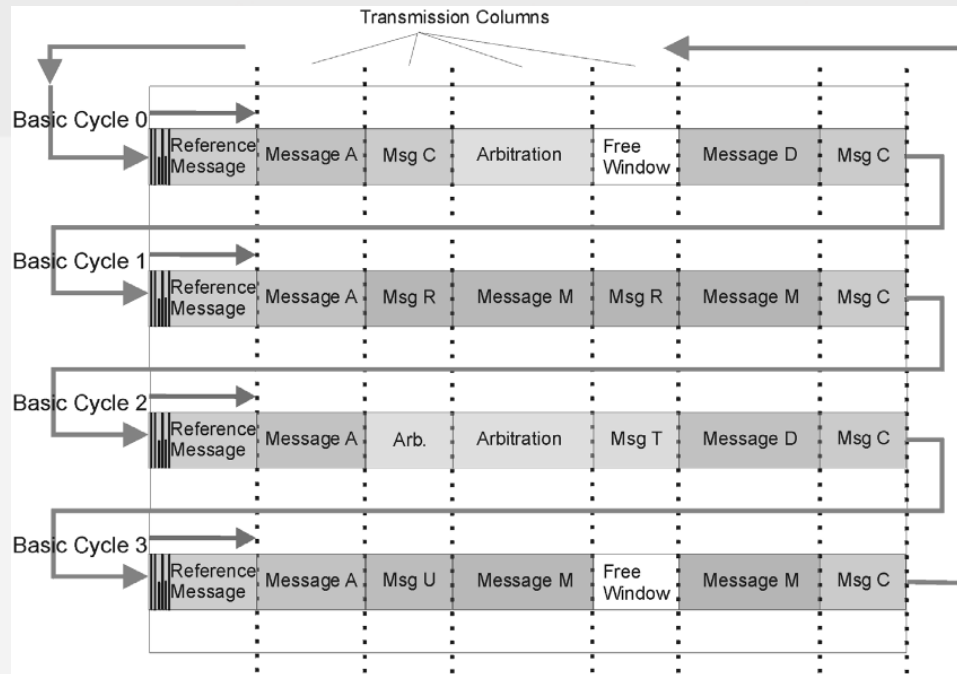 Transmission Columns
Basic Cycle 0
Reference
Message
Message A
Msg C
Arbitration
Free
Window
Message D
Msg C
Basic Cycle 1
Reference
Message
Message A
Msg R
Message M
Msg R
Message M
Msg C
Basic Cycle 2
Reference
Message
Message A
Arb.
Arbitration
Msg T
Message D
Msg C
Basic Cycle 3
Reference
Message
Message A
Msg U
Message M
Free
Window
Message M
Msg C